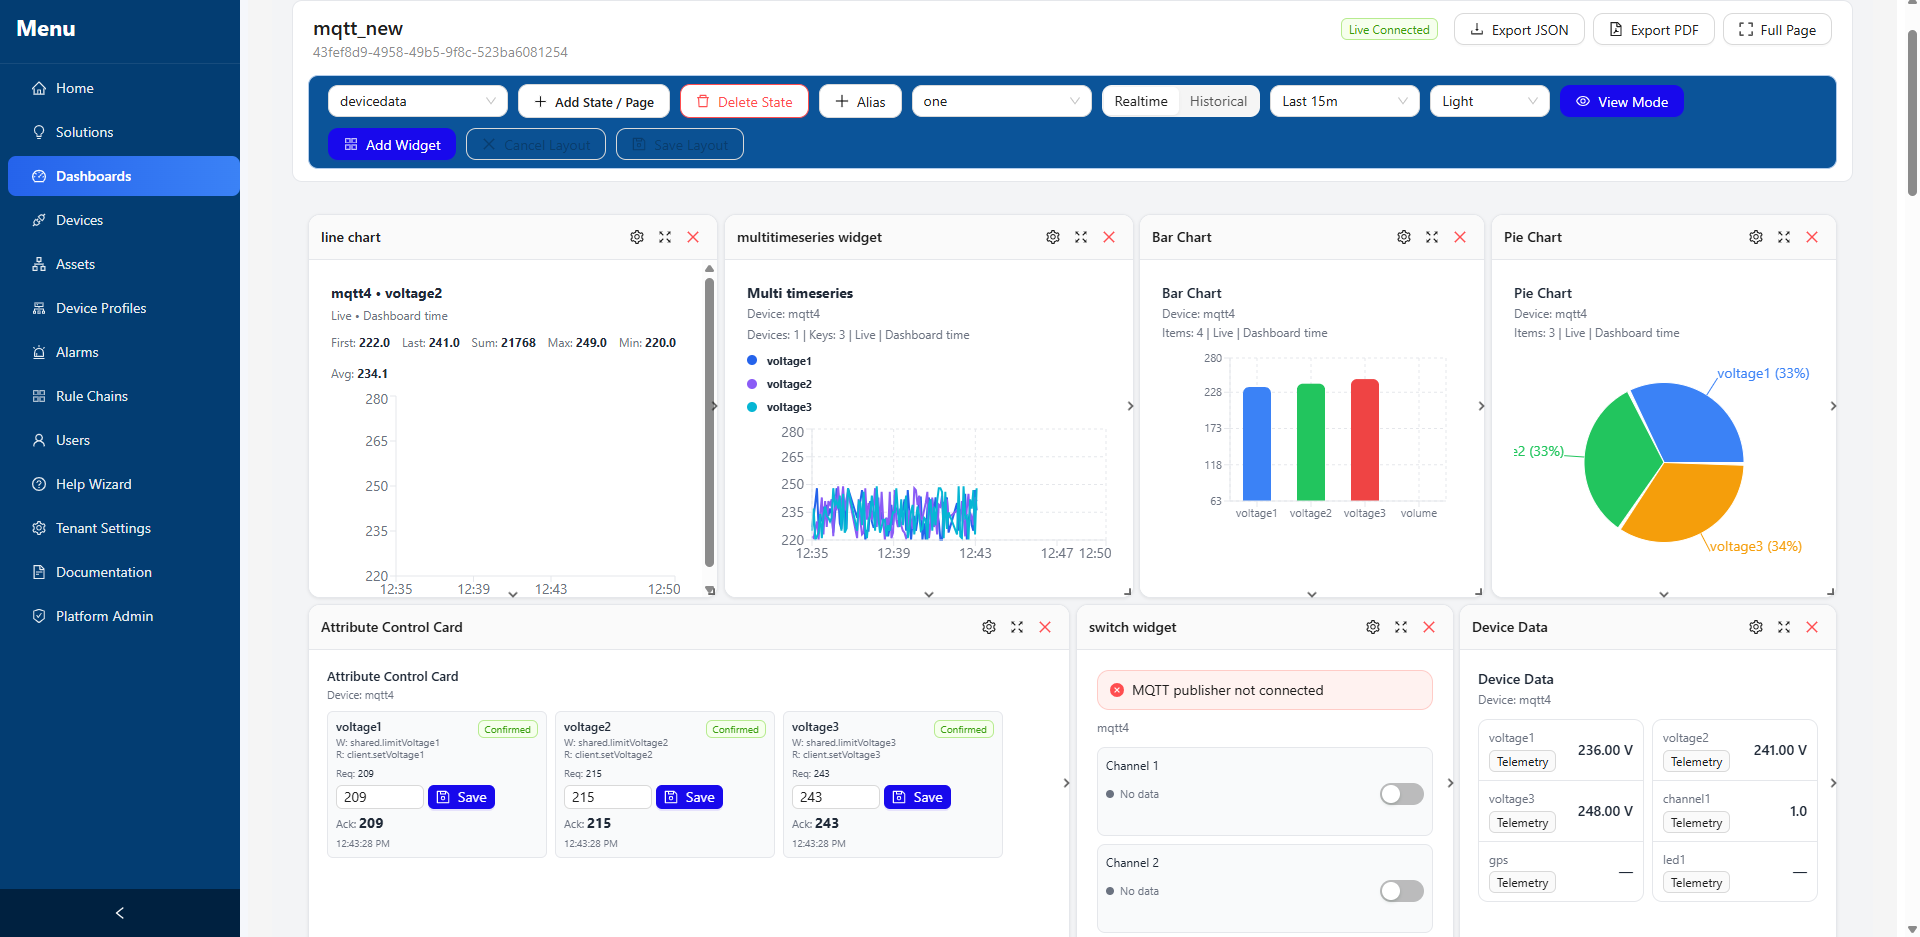 Menu
Home
Solutions
Dashboards
Devices
Assets
Device Profiles
Alarms
Rule Chains
Users
Help Wizard
Tenant Settings
Documentation
Platform Admin
mqtt_new
43fef8d9-4958-49b5-9f8c-523ba6081254
Live Connected
Export JSON
Export PDF
Full Page
devicedata
Add State / Page
Delete State
Alias
one
Realtime
Historical
Last 15m
Light
View Mode
Add Widget
Cancel Layout
Save Layout
line chart
mqtt4 • voltage2
Live • Dashboard time
First: 222.0 Last: 241.0 Sum: 21768 Max: 249.0 Min: 220.0
Avg: 234.1
280
265
250
235
220
12:35 12:39 12:43 12:50
multitimeseries widget
Multi timeseries
Device: mqtt4
Devices: 1 | Keys: 3 | Live | Dashboard time
voltage1
voltage2
voltage3
280
265
250
235
220
12:35 12:39 12:43 12:47 12:50
Bar Chart
Bar Chart
Device: mqtt4
Items: 4 | Live | Dashboard time
280
228
173
118
63
voltage1 voltage2 voltage3 volume
Pie Chart
Pie Chart
Device: mqtt4
Items: 3 | Live | Dashboard time
voltage1 (33%)
e2 (33%)
voltage3 (34%)
Attribute Control Card
Attribute Control Card
Device: mqtt4
voltage1
Confirmed
W: shared.limitVoltage1
R: client.setVoltage1
Req: 209
209
Save
Ack: 209
12:43:28 PM
voltage2
Confirmed
W: shared.limitVoltage2
R: client.setVoltage2
Req: 215
215
Save
Ack: 215
12:43:28 PM
voltage3
Confirmed
W: shared.limitVoltage3
R: client.setVoltage3
Req: 243
243
Save
Ack: 243
12:43:28 PM
switch widget
MQTT publisher not connected
mqtt4
Channel 1
No data
Channel 2
No data
Device Data
Device Data
Device: mqtt4
voltage1
Telemetry
236.00 V
voltage2
Telemetry
241.00 V
voltage3
Telemetry
248.00 V
channel1
Telemetry
1.0
gps
Telemetry
—
led1
Telemetry
—